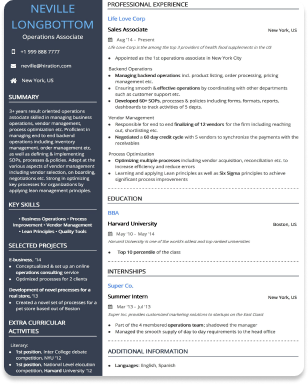 NEVILLE
LONGBOTTOM
Operations Associate
+1 999 888 7777
neville@hiration.com
New York, US
SUMMARY
3+ years result oriented operations
associate skilled in managing business
operations, vendor management,
process optimization etc. Proficient in
managing end to end business
operations including inventory
management, order management etc.
as well as defining & implementing
SOPs, processes & policies. Adept at the
various aspects of vendor management
including vendor selection, on boarding,
negotiations etc. Strong in optimizing
key processes for organizations by
applying lean management principles.
KEY SKILLS
• Business Operations • Process
Improvement • Vendor Management
• Lean Principles • Quality Tools
SELECTED PROJECTS
E-business, '14
• Conceptualized & set up an online
operations consulting service
• Optimized processes for 2 clients
Development of novel processes for a
real store, '13
• Created a novel set of processes for a
pet store based out of Reston
EXTRA CURRICULAR
ACTIVITIES
Literary:
• 1st position, Inter College debate
competition, NYU '12
• 1st position, National Level elocution
competition, Harvard University '12
PROFESSIONAL EXPERIENCE
Life Love Corp
Sales Associate New York, US
Aug '14 - Present
Life Love Corp is the among the top 3 providers of health food supplements in the US
• Appointed as the 1st operations associate in New York City
Backend Operations
• Managing backend operations incl. product listing, order processing, pricing
management etc.
• Ensuring smooth & effective operations by coordinating with other departments
such as customer support etc.
• Developed 60+ SOPs, processes & policies including forms, formats, reports,
dashboards to track activities of 5 depts.
Vendor Management
• Responsible for end to end finalizing of 12 vendors for the firm including reaching
out, shortlisting etc.
• Negotiated a 60 day credit cycle with 5 vendors to synchronize the payments with the
receivables
Process Optimization
• Optimizing multiple processes including vendor acquisition, reconciliation etc. to
increase efficiency and reduce errors
• Learning and applying Lean principles as well as Six Sigma principles to achieve
significant process improvements
EDUCATION
BBA
Harvard University Boston, US
May '10 - May '14
Harvard University is one of the world's oldest and top ranked universities
• Top 10 percentile of the class
INTERNSHIPS
Super Co.
Summer Intern New York, US
Mar '13 - Jul '13
Super Inc. provides customized marketing solutions to startups on the East Coast
• Part of the 4 membered operations team; shadowed the manager
• Managed the smooth supply of day to day requirements to the head office
ADDITIONAL INFORMATION
• Languages: English, Spanish